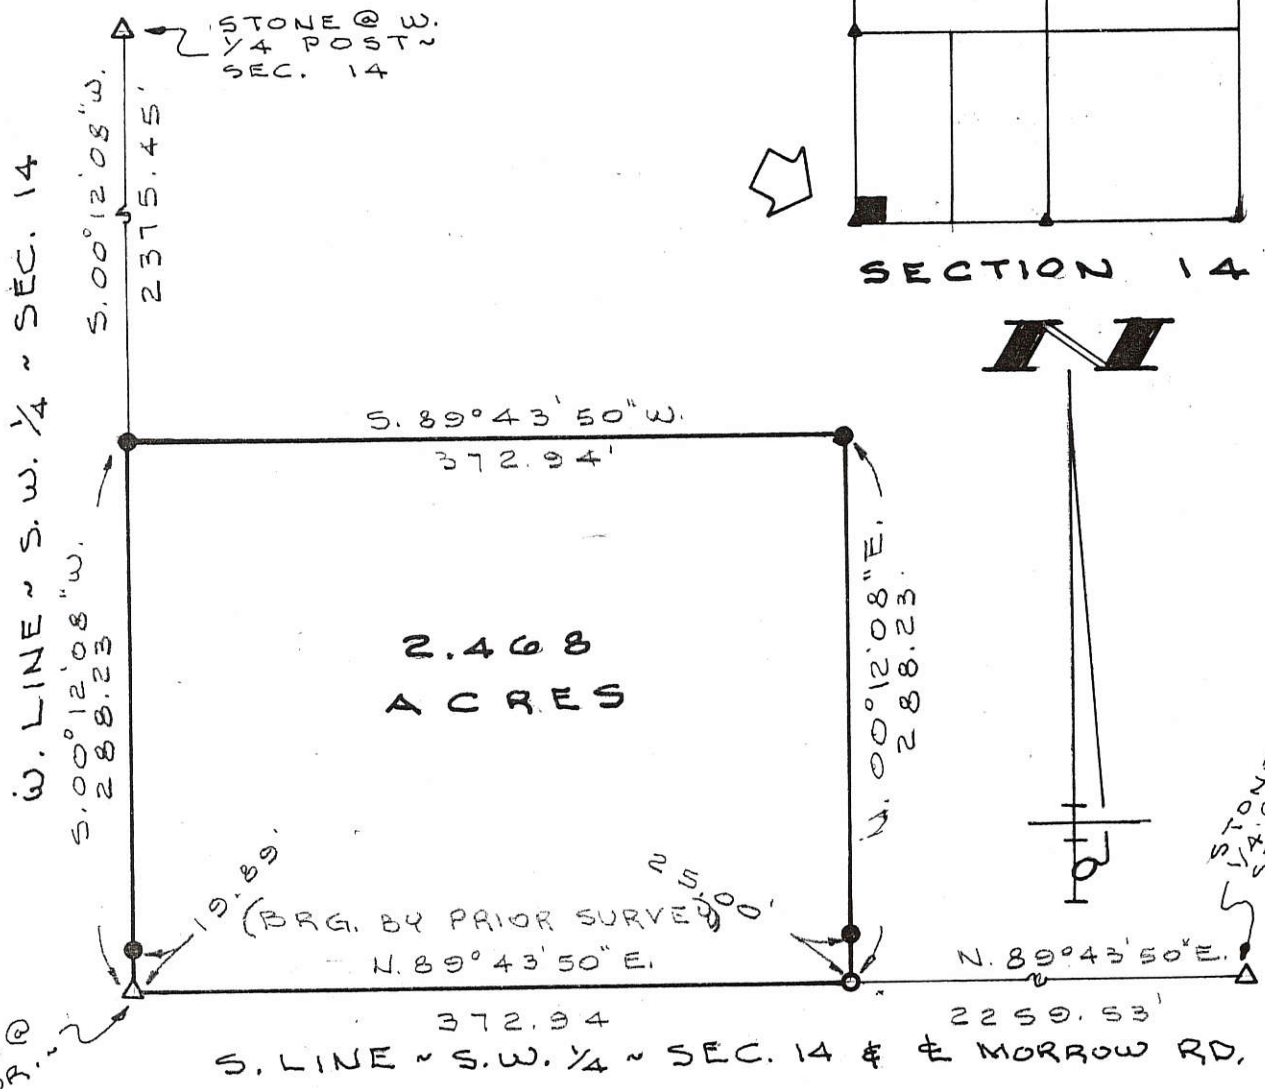 STONE @ W.
1/4 POST~
SEC. 14
S. 00° 12' 08" W.
2375.45'
W. LINE ~ S.W. 1/4 ~ SEC. 14
SECTION 14
N
S. 89° 43' 50" W.
372.94'
S. 00° 12' 08" W.
288.23
N. 00° 12' 08" E.
288.23'
2.468
ACRES
19.89'
25.00'
(BRG. BY PRIOR SURVEY)
N. 89° 43' 50" E.
372.94
N. 89° 43' 50" E.
2259.53'
S. LINE ~ S.W. 1/4 ~ SEC. 14 & ℄ MORROW RD.
@